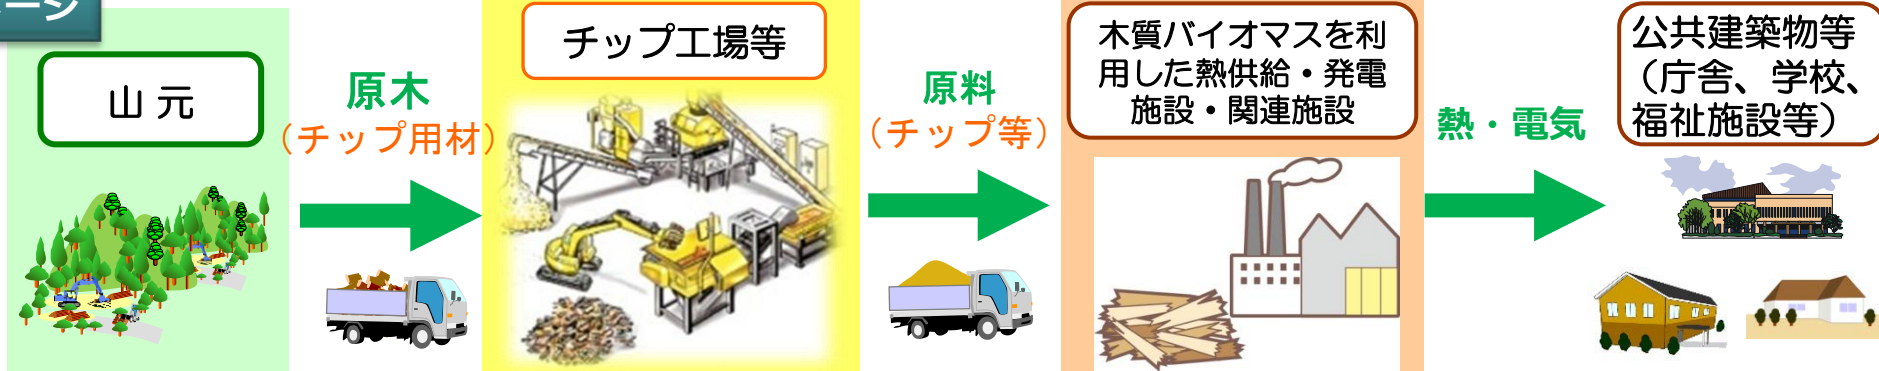 ージ
山元
原木
（チップ用材）
チップ工場等
原料
（チップ等）
木質バイオマスを利
用した熱供給・発電
施設・関連施設
熱・電気
公共建築物等
（庁舎、学校、
福祉施設等）